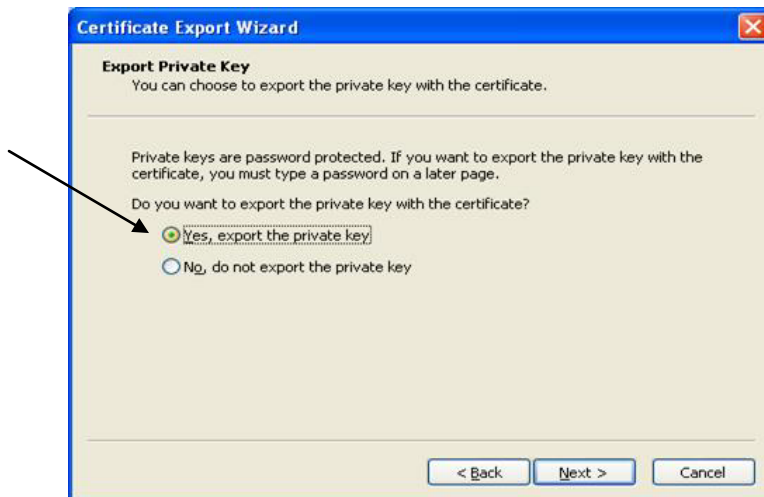 Certificate Export Wizard
Export Private Key
You can choose to export the private key with the certificate.
Private keys are password protected. If you want to export the private key with the
certificate, you must type a password on a later page.
Do you want to export the private key with the certificate?
Yes, export the private key
No, do not export the private key
< Back Next > Cancel